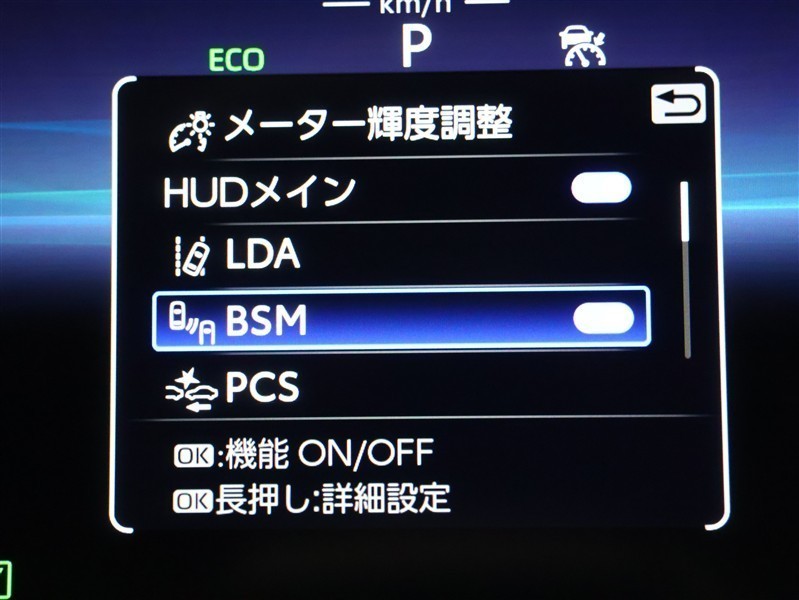 km/h
ECO
P
メーター輝度調整
HUDメイン
LDA
BSM
PCS
OK:機能 ON/OFF
OK長押し:詳細設定